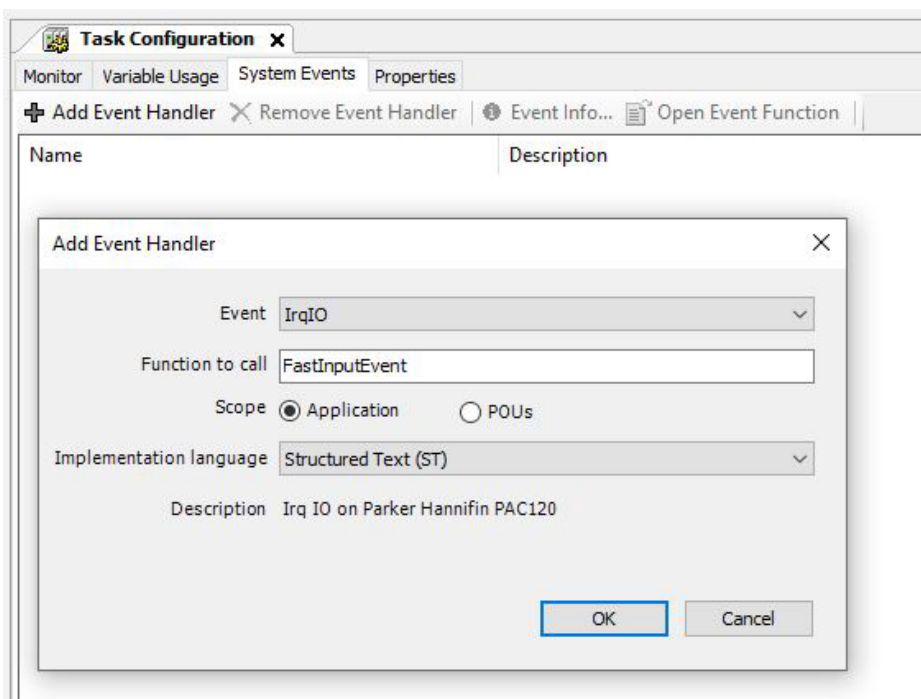 Task Configuration
Monitor Variable Usage System Events Properties
Add Event Handler Remove Event Handler Event Info... Open Event Function
Name Description
Add Event Handler
Event IrqIO
Function to call FastInputEvent
Scope Application POUs
Implementation language Structured Text (ST)
Description Irq IO on Parker Hannifin PAC120
OK Cancel